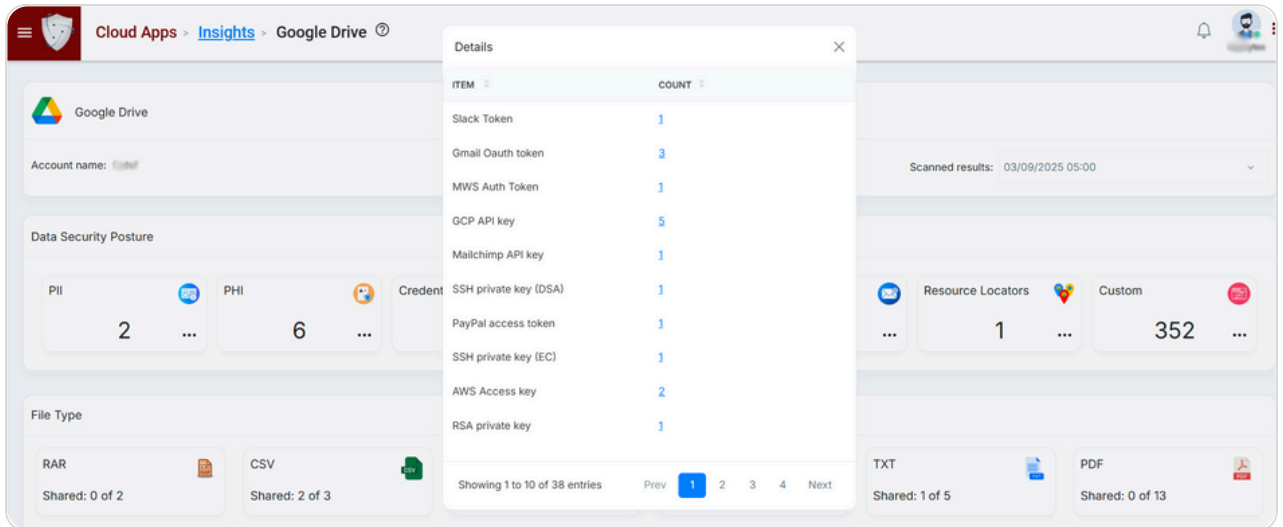 Cloud Apps > Insights > Google Drive ?
Google Drive
Account name:
Scanned results: 03/09/2025 05:00
Data Security Posture
PII
2 ...
PHI
6 ...
Credent
...
Resource Locators
1 ...
Custom
352 ...
File Type
RAR
Shared: 0 of 2
CSV
Shared: 2 of 3
CSV
TXT
Shared: 1 of 5
TXT
PDF
Shared: 0 of 13
PDF
Details
ITEM COUNT
Slack Token 1
Gmail Oauth token 3
MWS Auth Token 1
GCP API key 5
Mailchimp API key 1
SSH private key (DSA) 1
PayPal access token 1
SSH private key (EC) 1
AWS Access key 2
RSA private key 1
Showing 1 to 10 of 38 entries Prev 1 2 3 4 Next